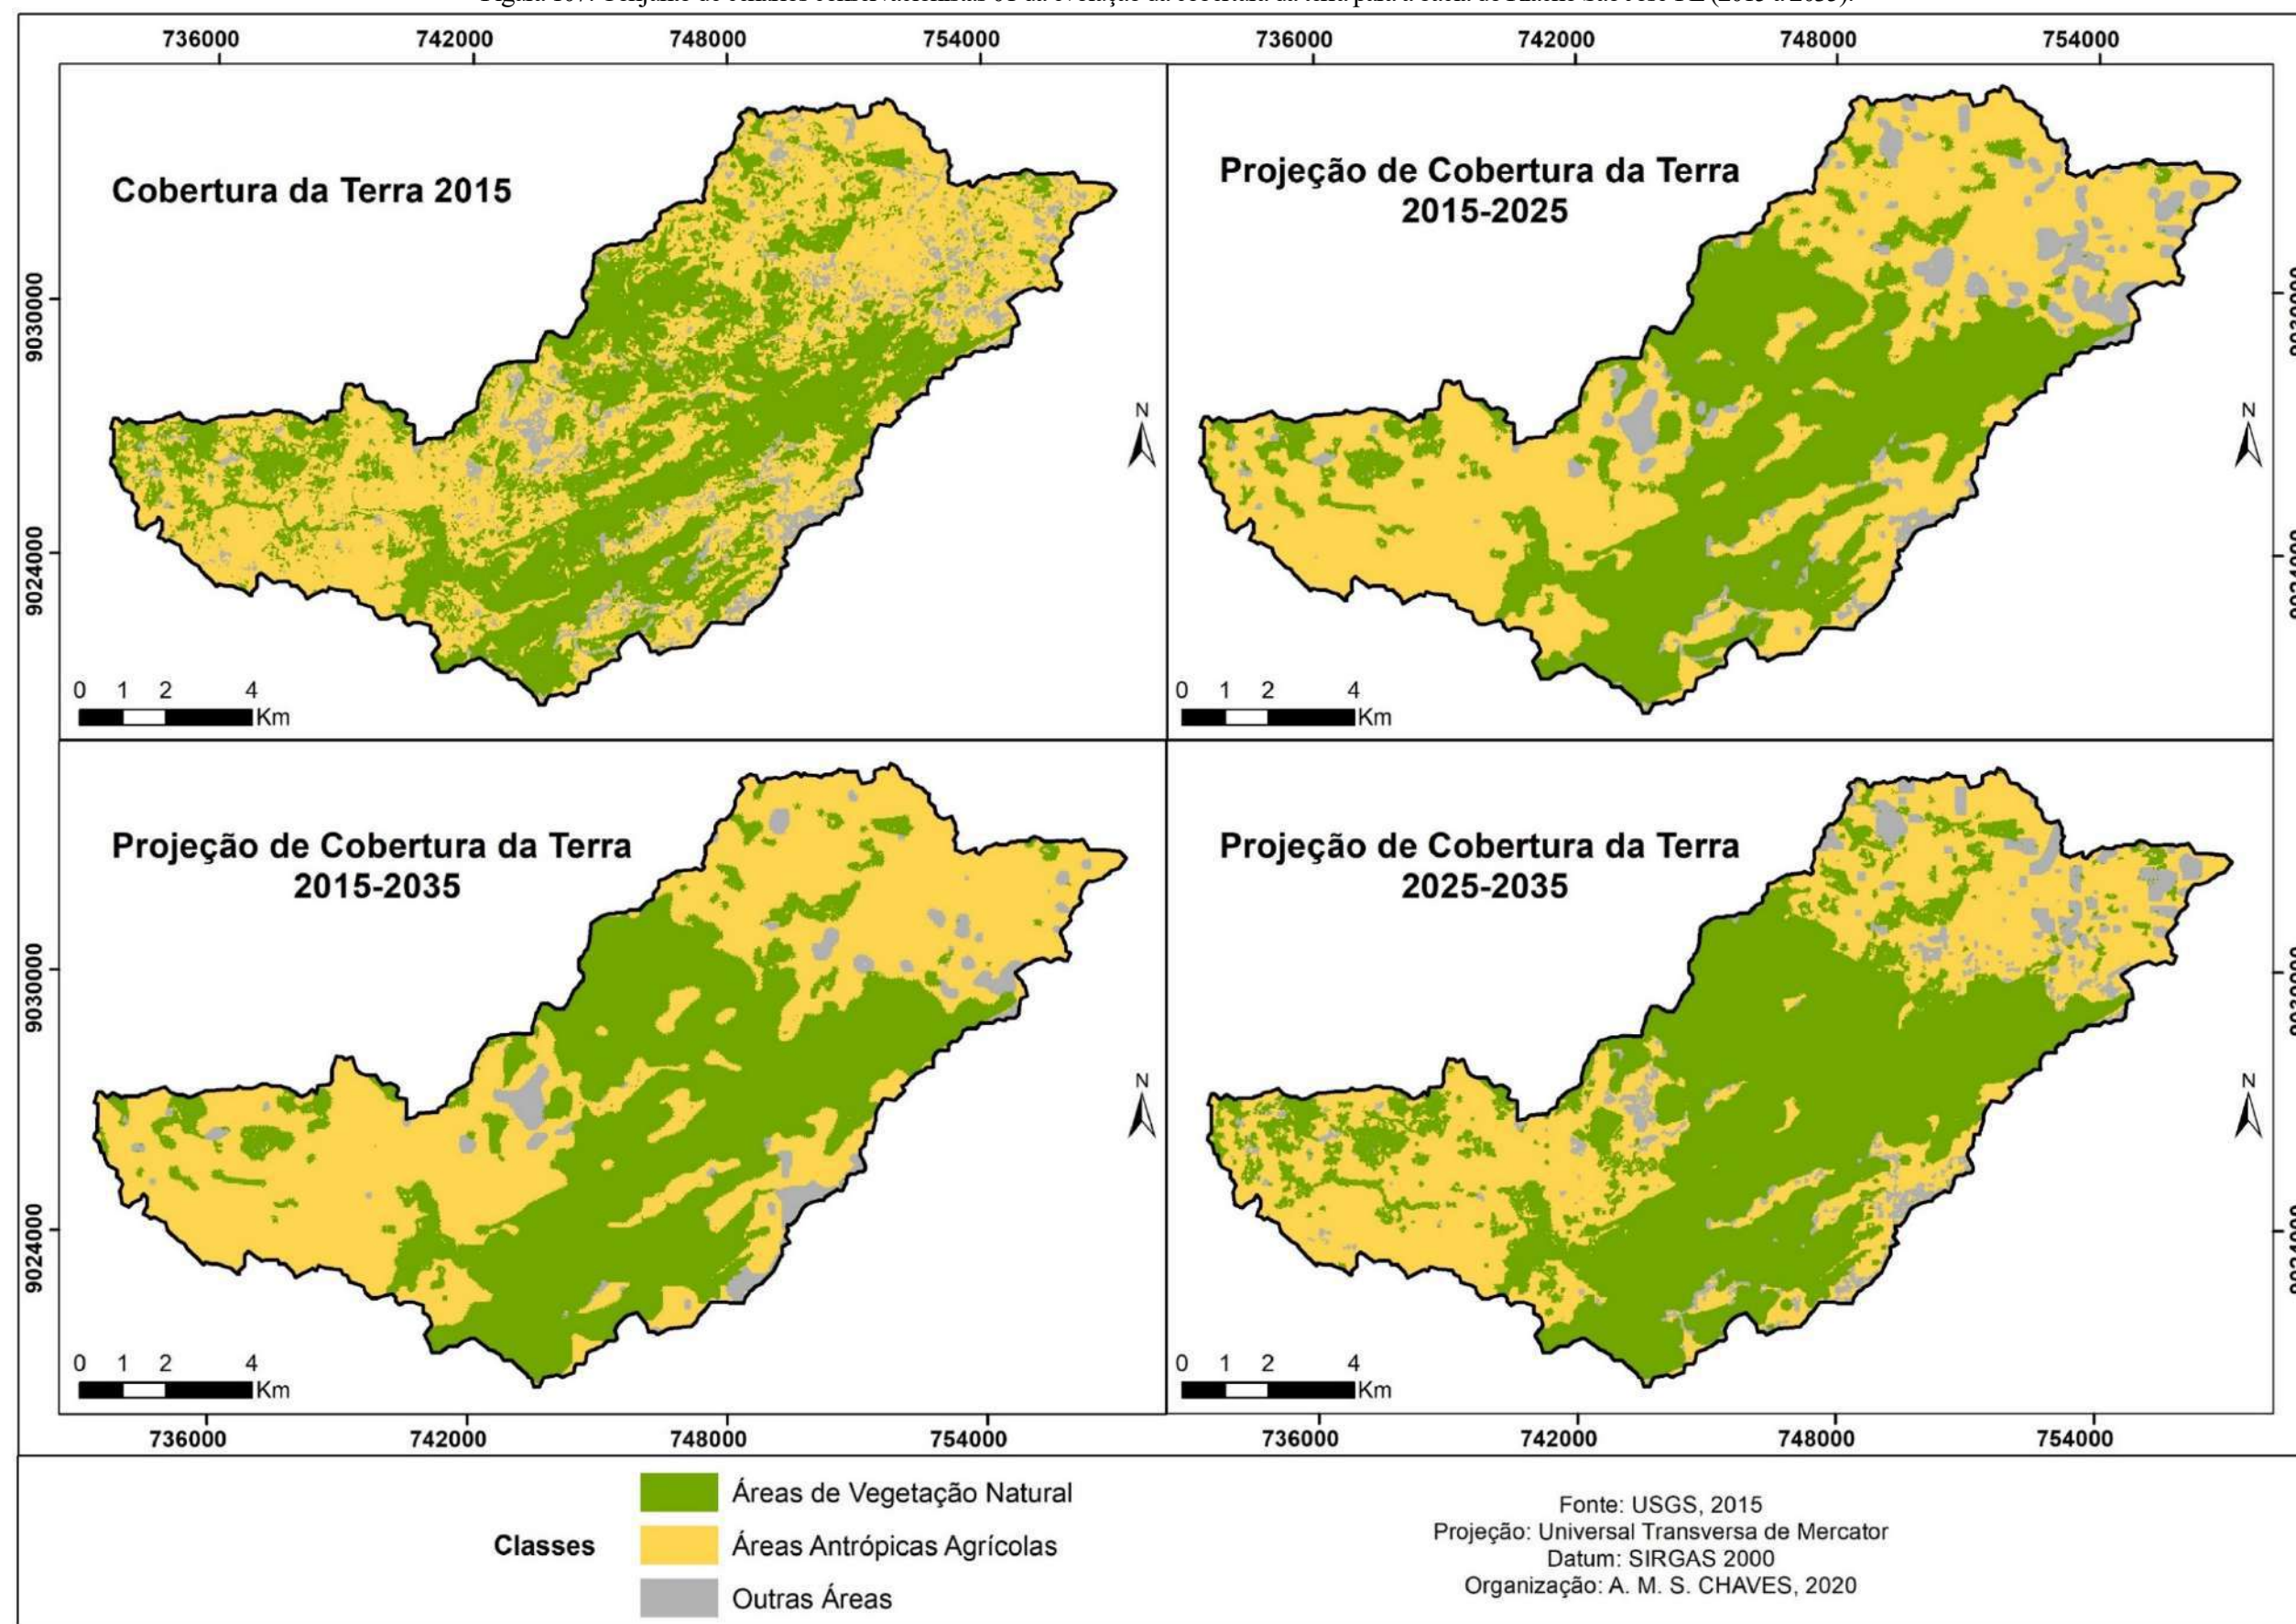 736000 742000 748000 754000 736000 742000 748000 754000
Cobertura da Terra 2015
Projeção de Cobertura da Terra
2015-2025
9030000
9024000
N
N
0 1 2 4
Km
0 1 2 4
Km
Projeção de Cobertura da Terra
2015-2035
Projeção de Cobertura da Terra
2025-2035
9030000
9024000
N
N
0 1 2 4
Km
0 1 2 4
Km
736000 742000 748000 754000 736000 742000 748000 754000
Classes
Áreas de Vegetação Natural
Áreas Antrópicas Agrícolas
Outras Áreas
Fonte: USGS, 2015
Projeção: Universal Transversa de Mercator
Datum: SIRGAS 2000
Organização: A. M. S. CHAVES, 2020